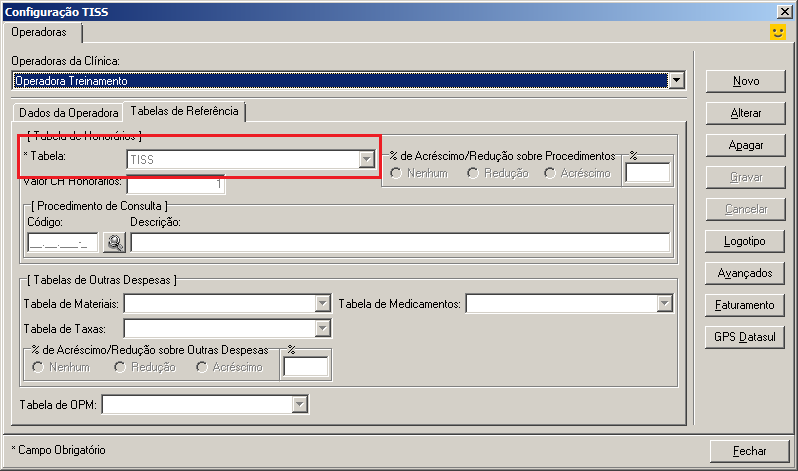 Configuração TISS
Operadoras
Operadoras da Clínica:
Operadora Treinamento
Dados da Operadora
Tabelas de Referência
[ Tabela de Honorários ]
* Tabela:
TISS
% de Acréscimo/Redução sobre Procedimentos
%
Nenhum
Redução
Acréscimo
Valor CH Honorários:
1
[ Procedimento de Consulta ]
Código:
Descrição:
__.__.___-_
[ Tabelas de Outras Despesas ]
Tabela de Materiais:
Tabela de Medicamentos:
Tabela de Taxas:
% de Acréscimo/Redução sobre Outras Despesas
%
Nenhum
Redução
Acréscimo
Tabela de OPM:
Novo
Alterar
Apagar
Gravar
Cancelar
Logotipo
Avançados
Faturamento
GPS Datasul
* Campo Obrigatório
Fechar